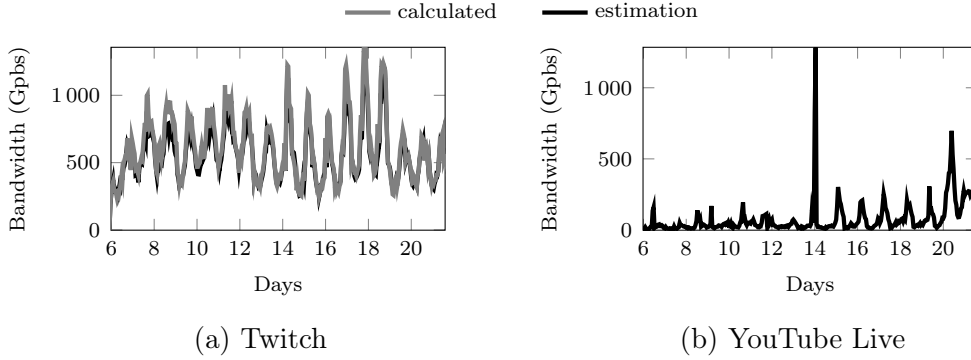 calculated estimation
Bandwidth (Gpbs)
1 000
500
0
6 8 10 12 14 16 18 20
Days
(a) Twitch
Bandwidth (Gpbs)
1 000
500
0
6 8 10 12 14 16 18 20
Days
(b) YouTube Live